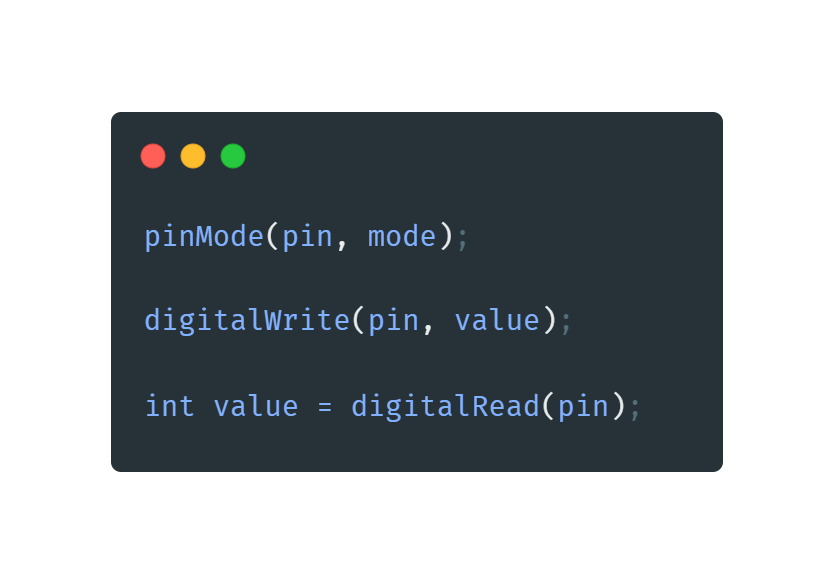 pinMode(pin, mode);
digitalWrite(pin, value);
int value = digitalRead(pin);